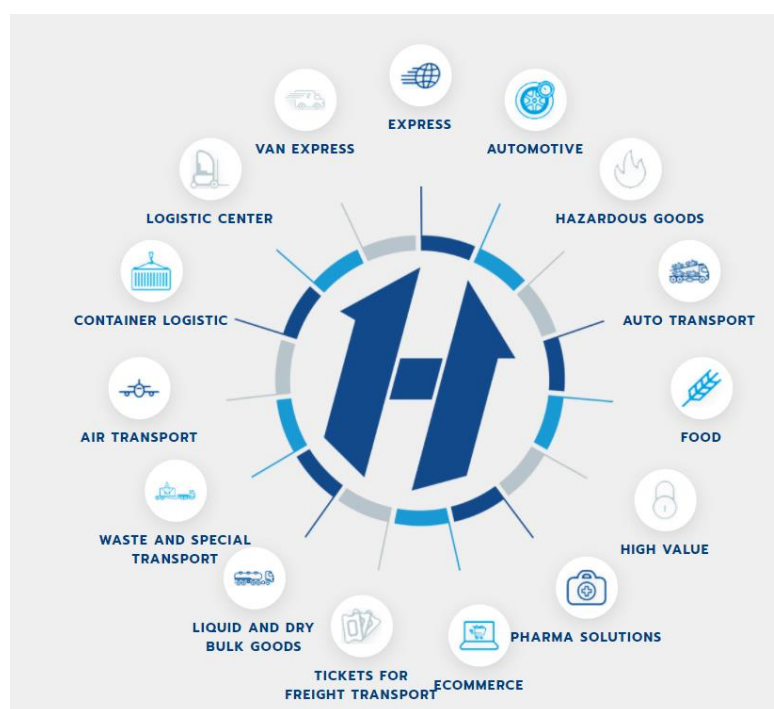 EXPRESS
AUTOMOTIVE
HAZARDOUS GOODS
AUTO TRANSPORT
FOOD
HIGH VALUE
PHARMA SOLUTIONS
ECOMMERCE
TICKETS FOR
FREIGHT TRANSPORT
LIQUID AND DRY
BULK GOODS
WASTE AND SPECIAL
TRANSPORT
AIR TRANSPORT
CONTAINER LOGISTIC
LOGISTIC CENTER
VAN EXPRESS